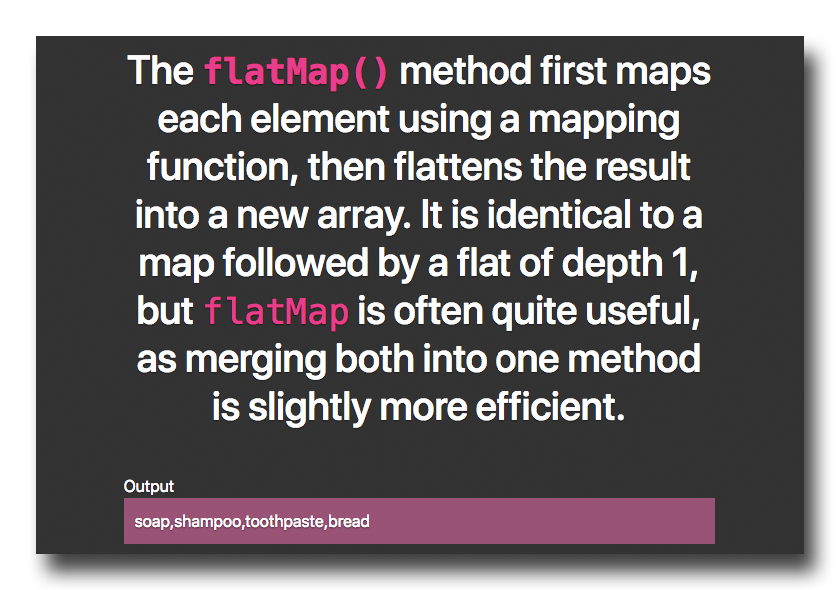 The flatMap() method first maps
each element using a mapping
function, then flattens the result
into a new array. It is identical to a
map followed by a flat of depth 1,
but flatMap is often quite useful,
as merging both into one method
is slightly more efficient.
Output
soap,shampoo,toothpaste,bread